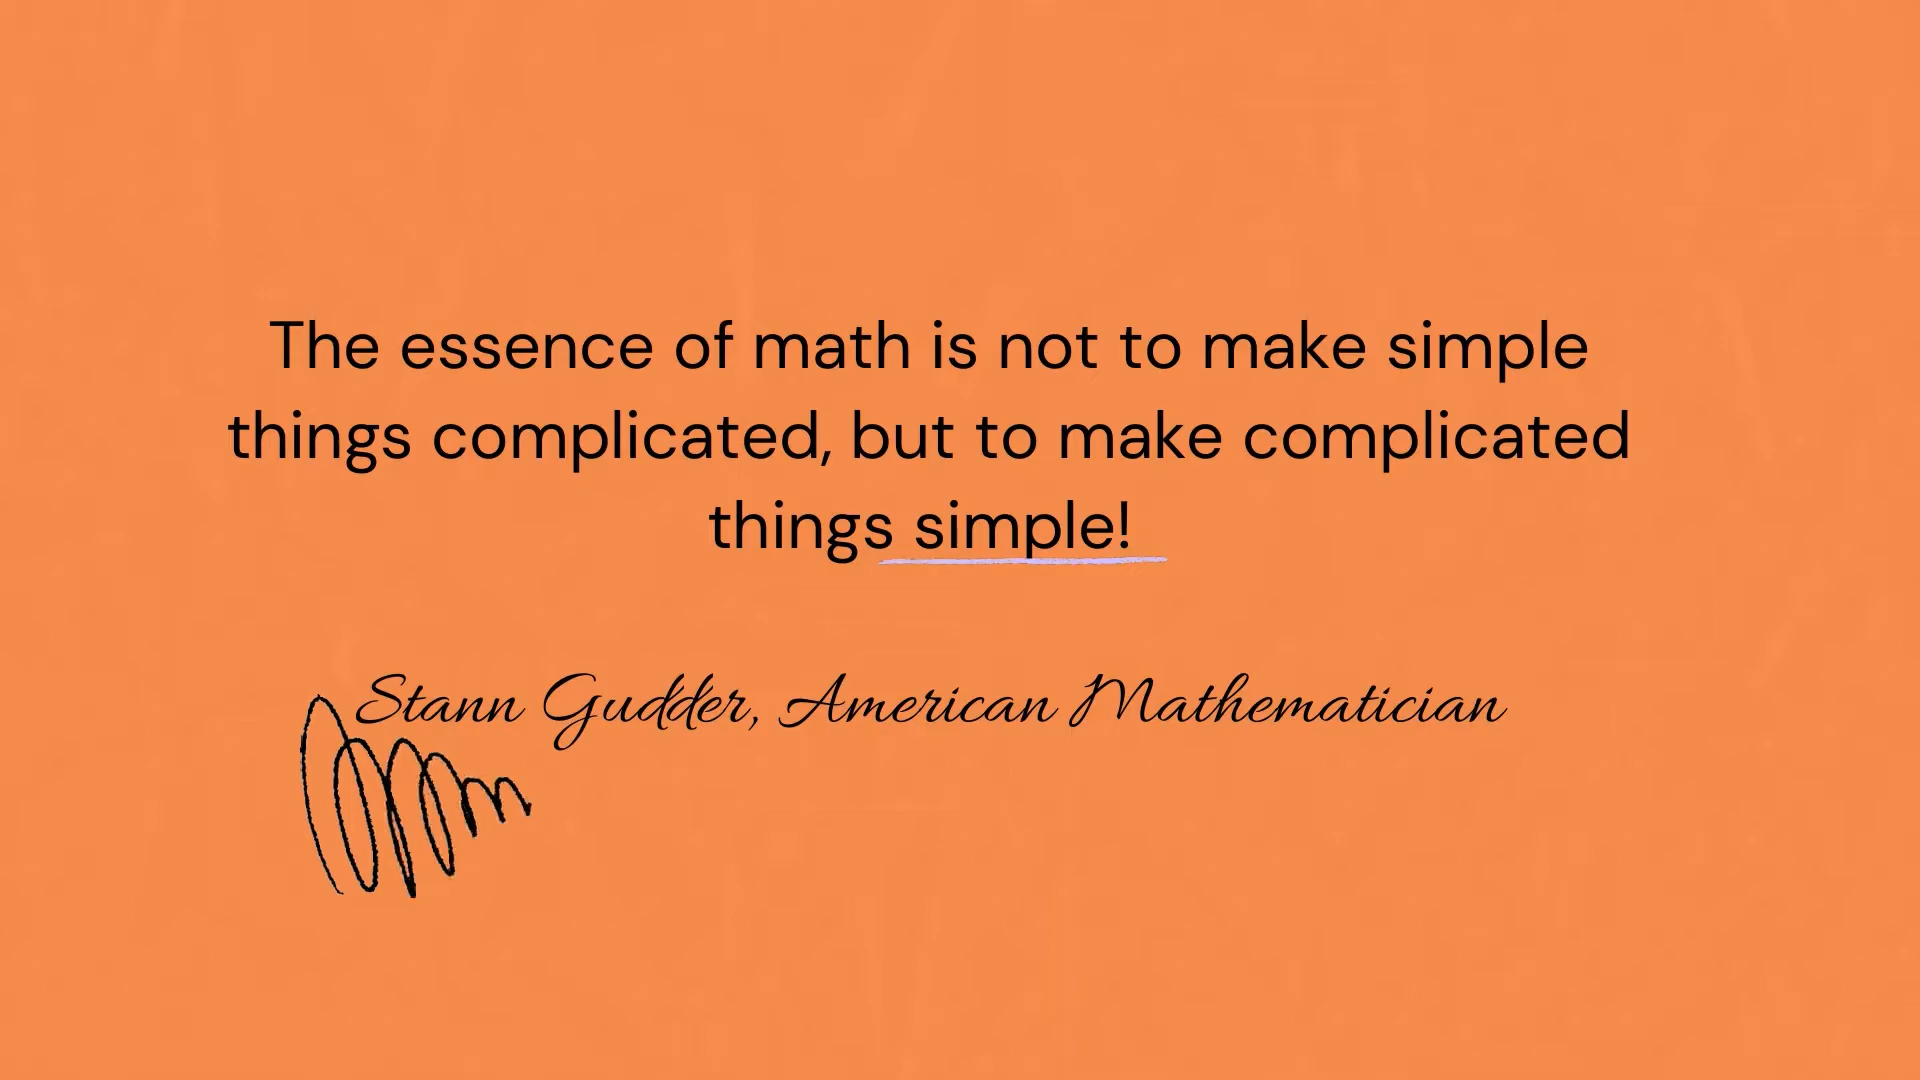 The essence of math is not to make simple
things complicated, but to make complicated
things simple!
Stann Gudder, American Mathematician